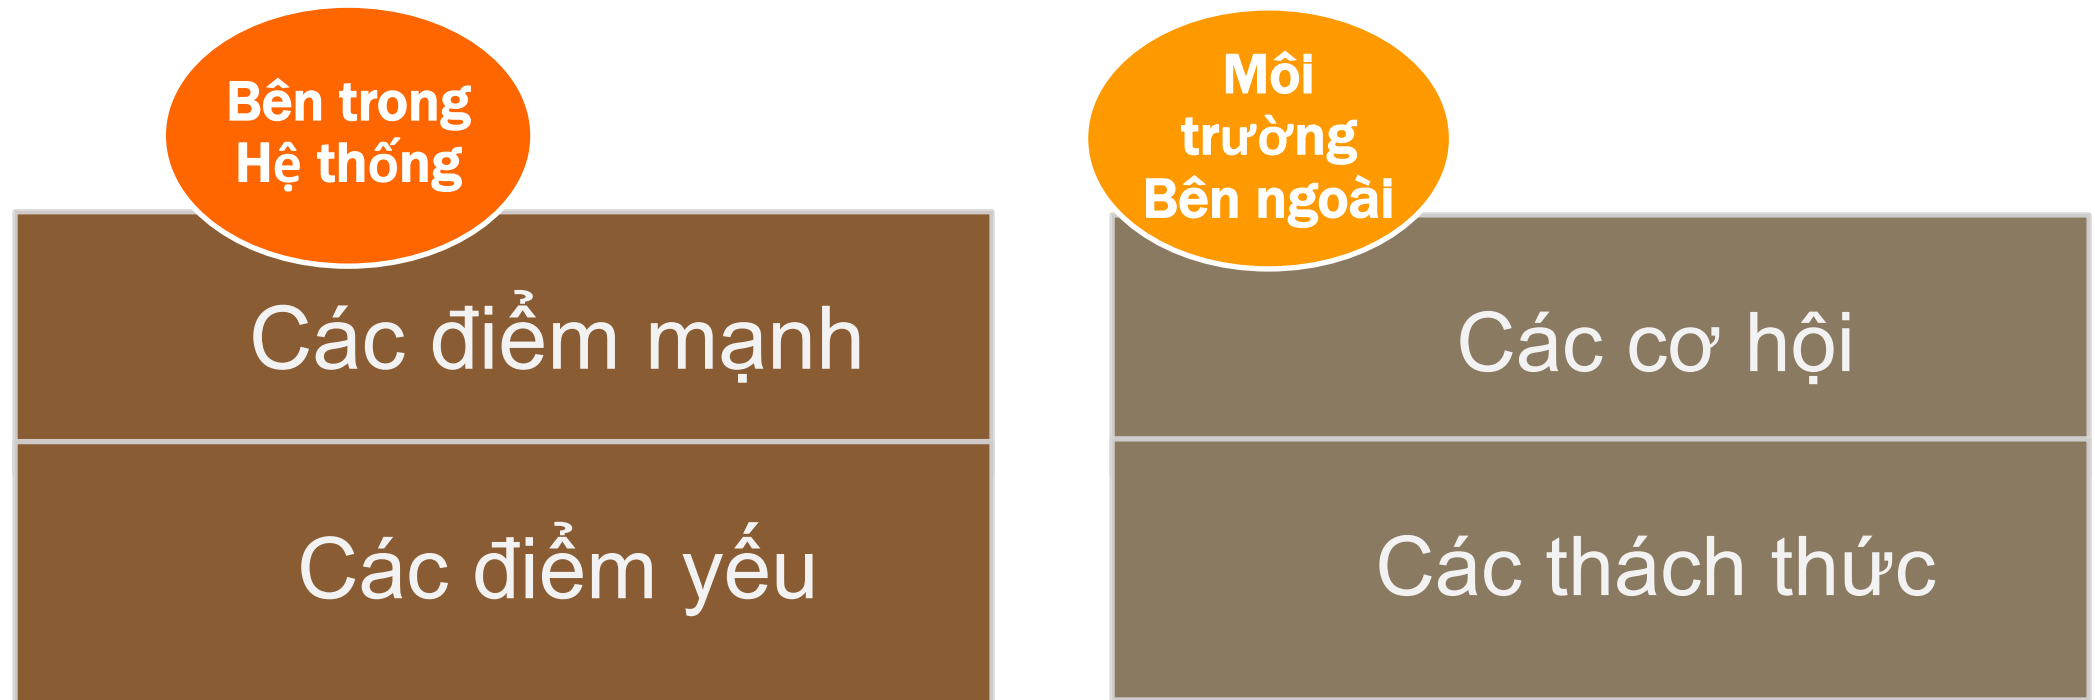 Bên trong
Hệ thống
Các điểm mạnh
Các điểm yếu
Môi
trường
Bên ngoài
Các cơ hội
Các thách thức